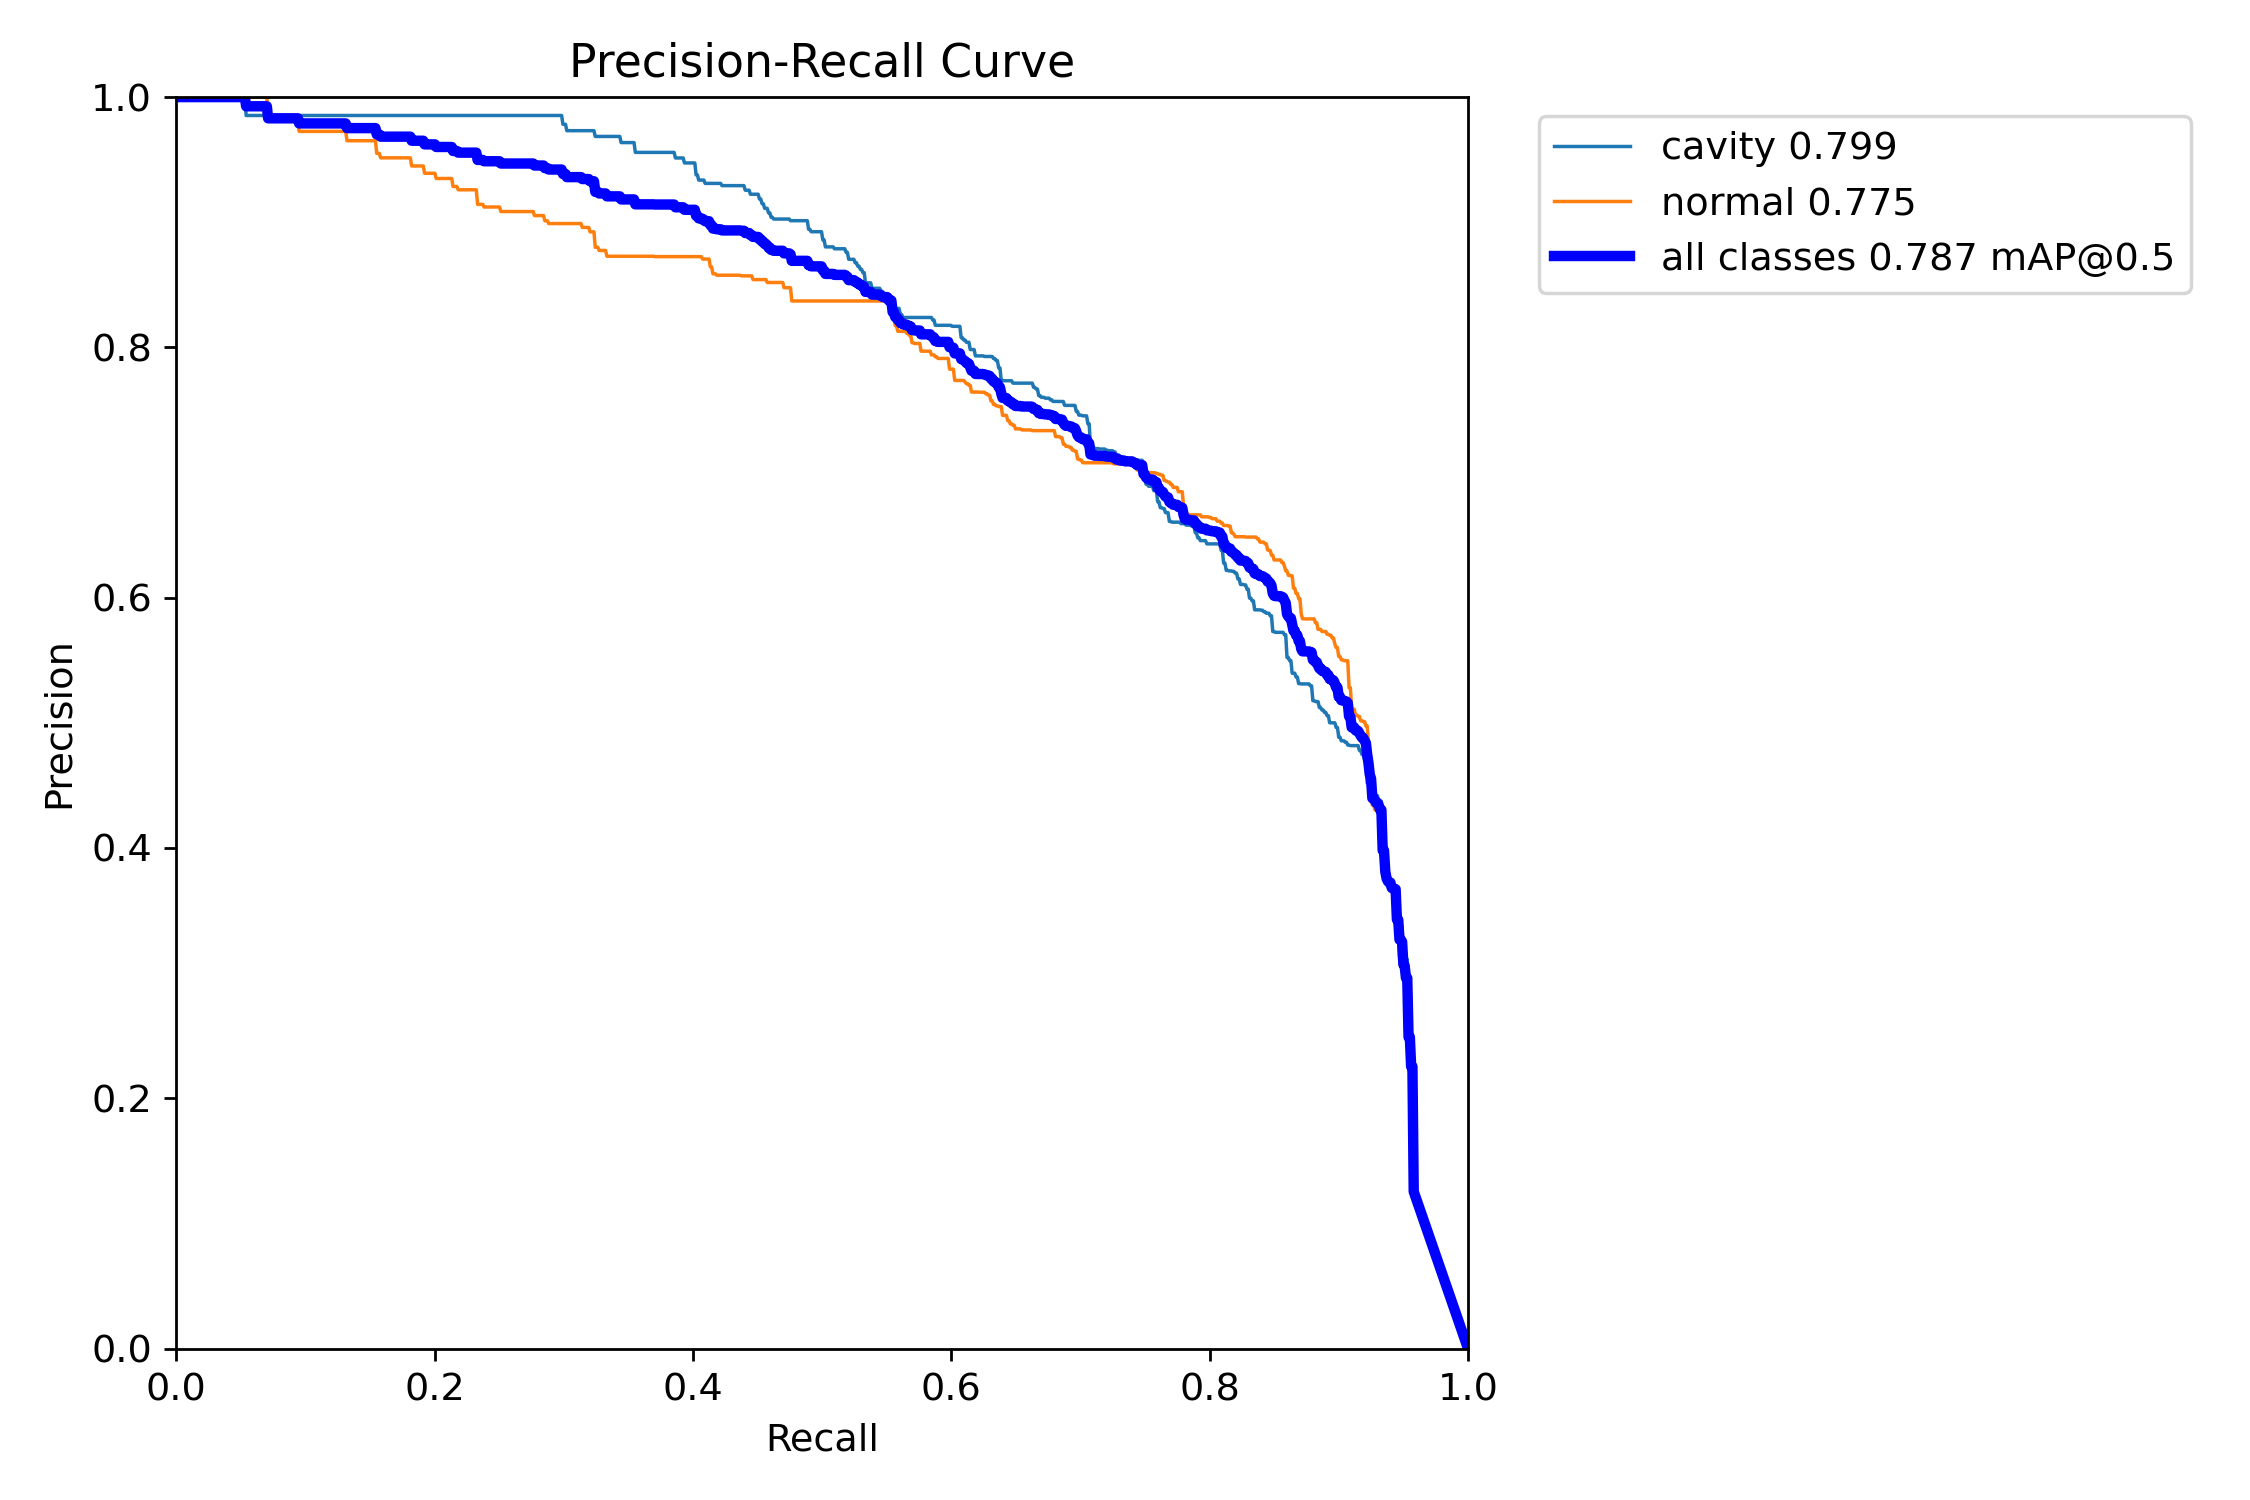 Precision-Recall Curve
1.0
0.8
0.6
0.4
0.2
0.0
Precision
0.0 0.2 0.4 0.6 0.8 1.0
Recall
cavity 0.799
normal 0.775
all classes 0.787 mAP@0.5